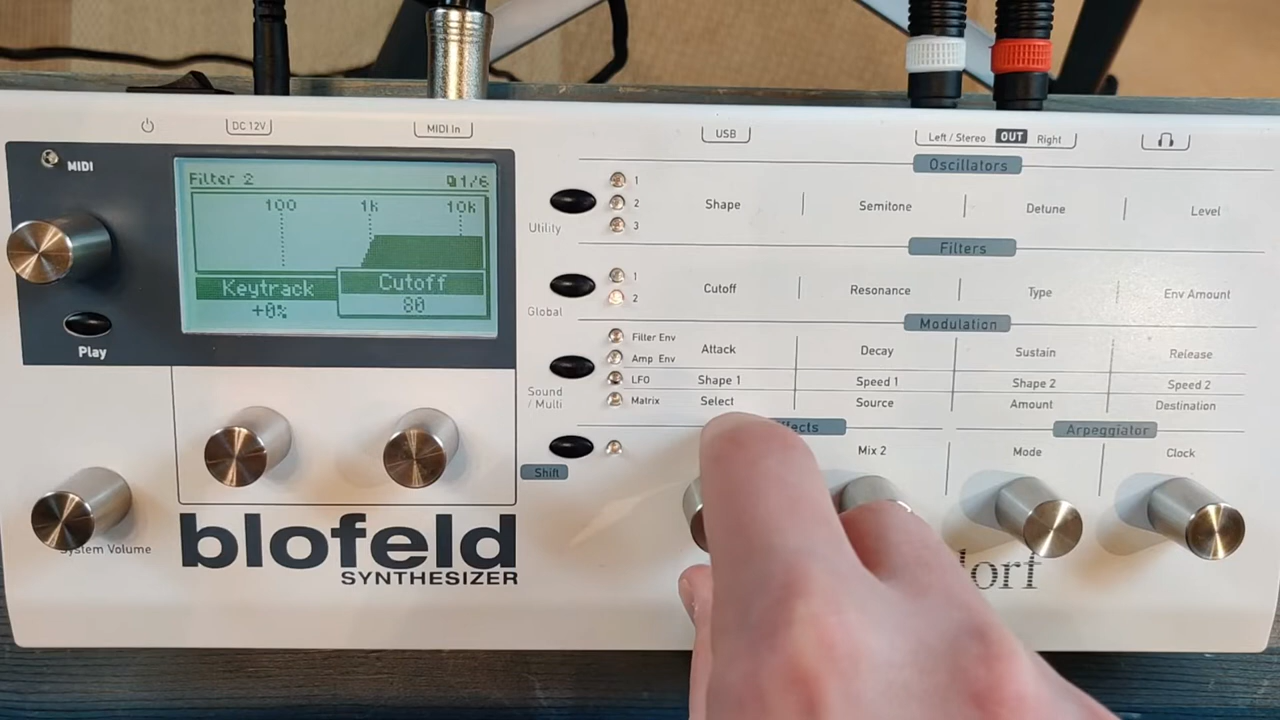 DC 12V
MIDI In
USB
Left / Stereo OUT Right
MIDI
Filter 2
1/6
100 1k 10k
Keytrack Cutoff
+0% 80
Play
System Volume
blofeld
SYNTHESIZER
Oscillators
1
2
3
Utility
Shape Semitone Detune Level
Filters
1
2
Global
Cutoff Resonance Type Env Amount
Modulation
Filter Env
Amp Env
LFO
Matrix
Sound
/ Multi
Attack Decay Sustain Release
Shape 1 Speed 1 Shape 2 Speed 2
Select Source Amount Destination
ffects Arpeggiator
Shift
Mix 2 Mode Clock
dorf